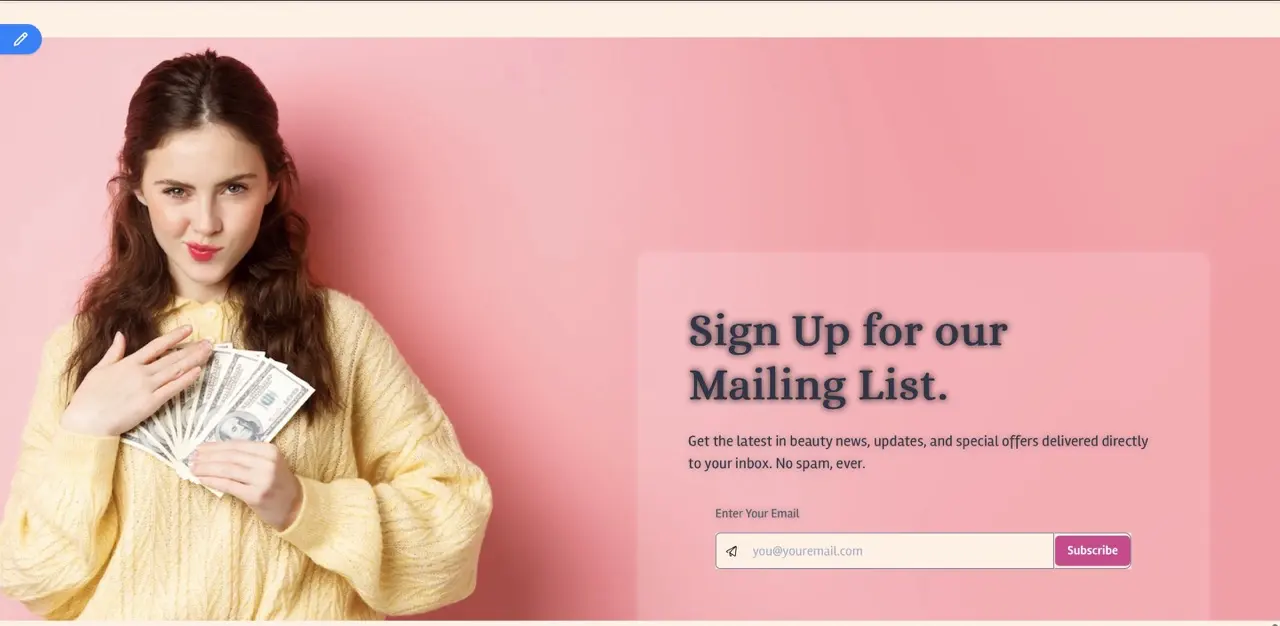 Sign Up for our
Mailing List.
Get the latest in beauty news, updates, and special offers delivered directly
to your inbox. No spam, ever.
Enter Your Email
you@youremail.com
Subscribe